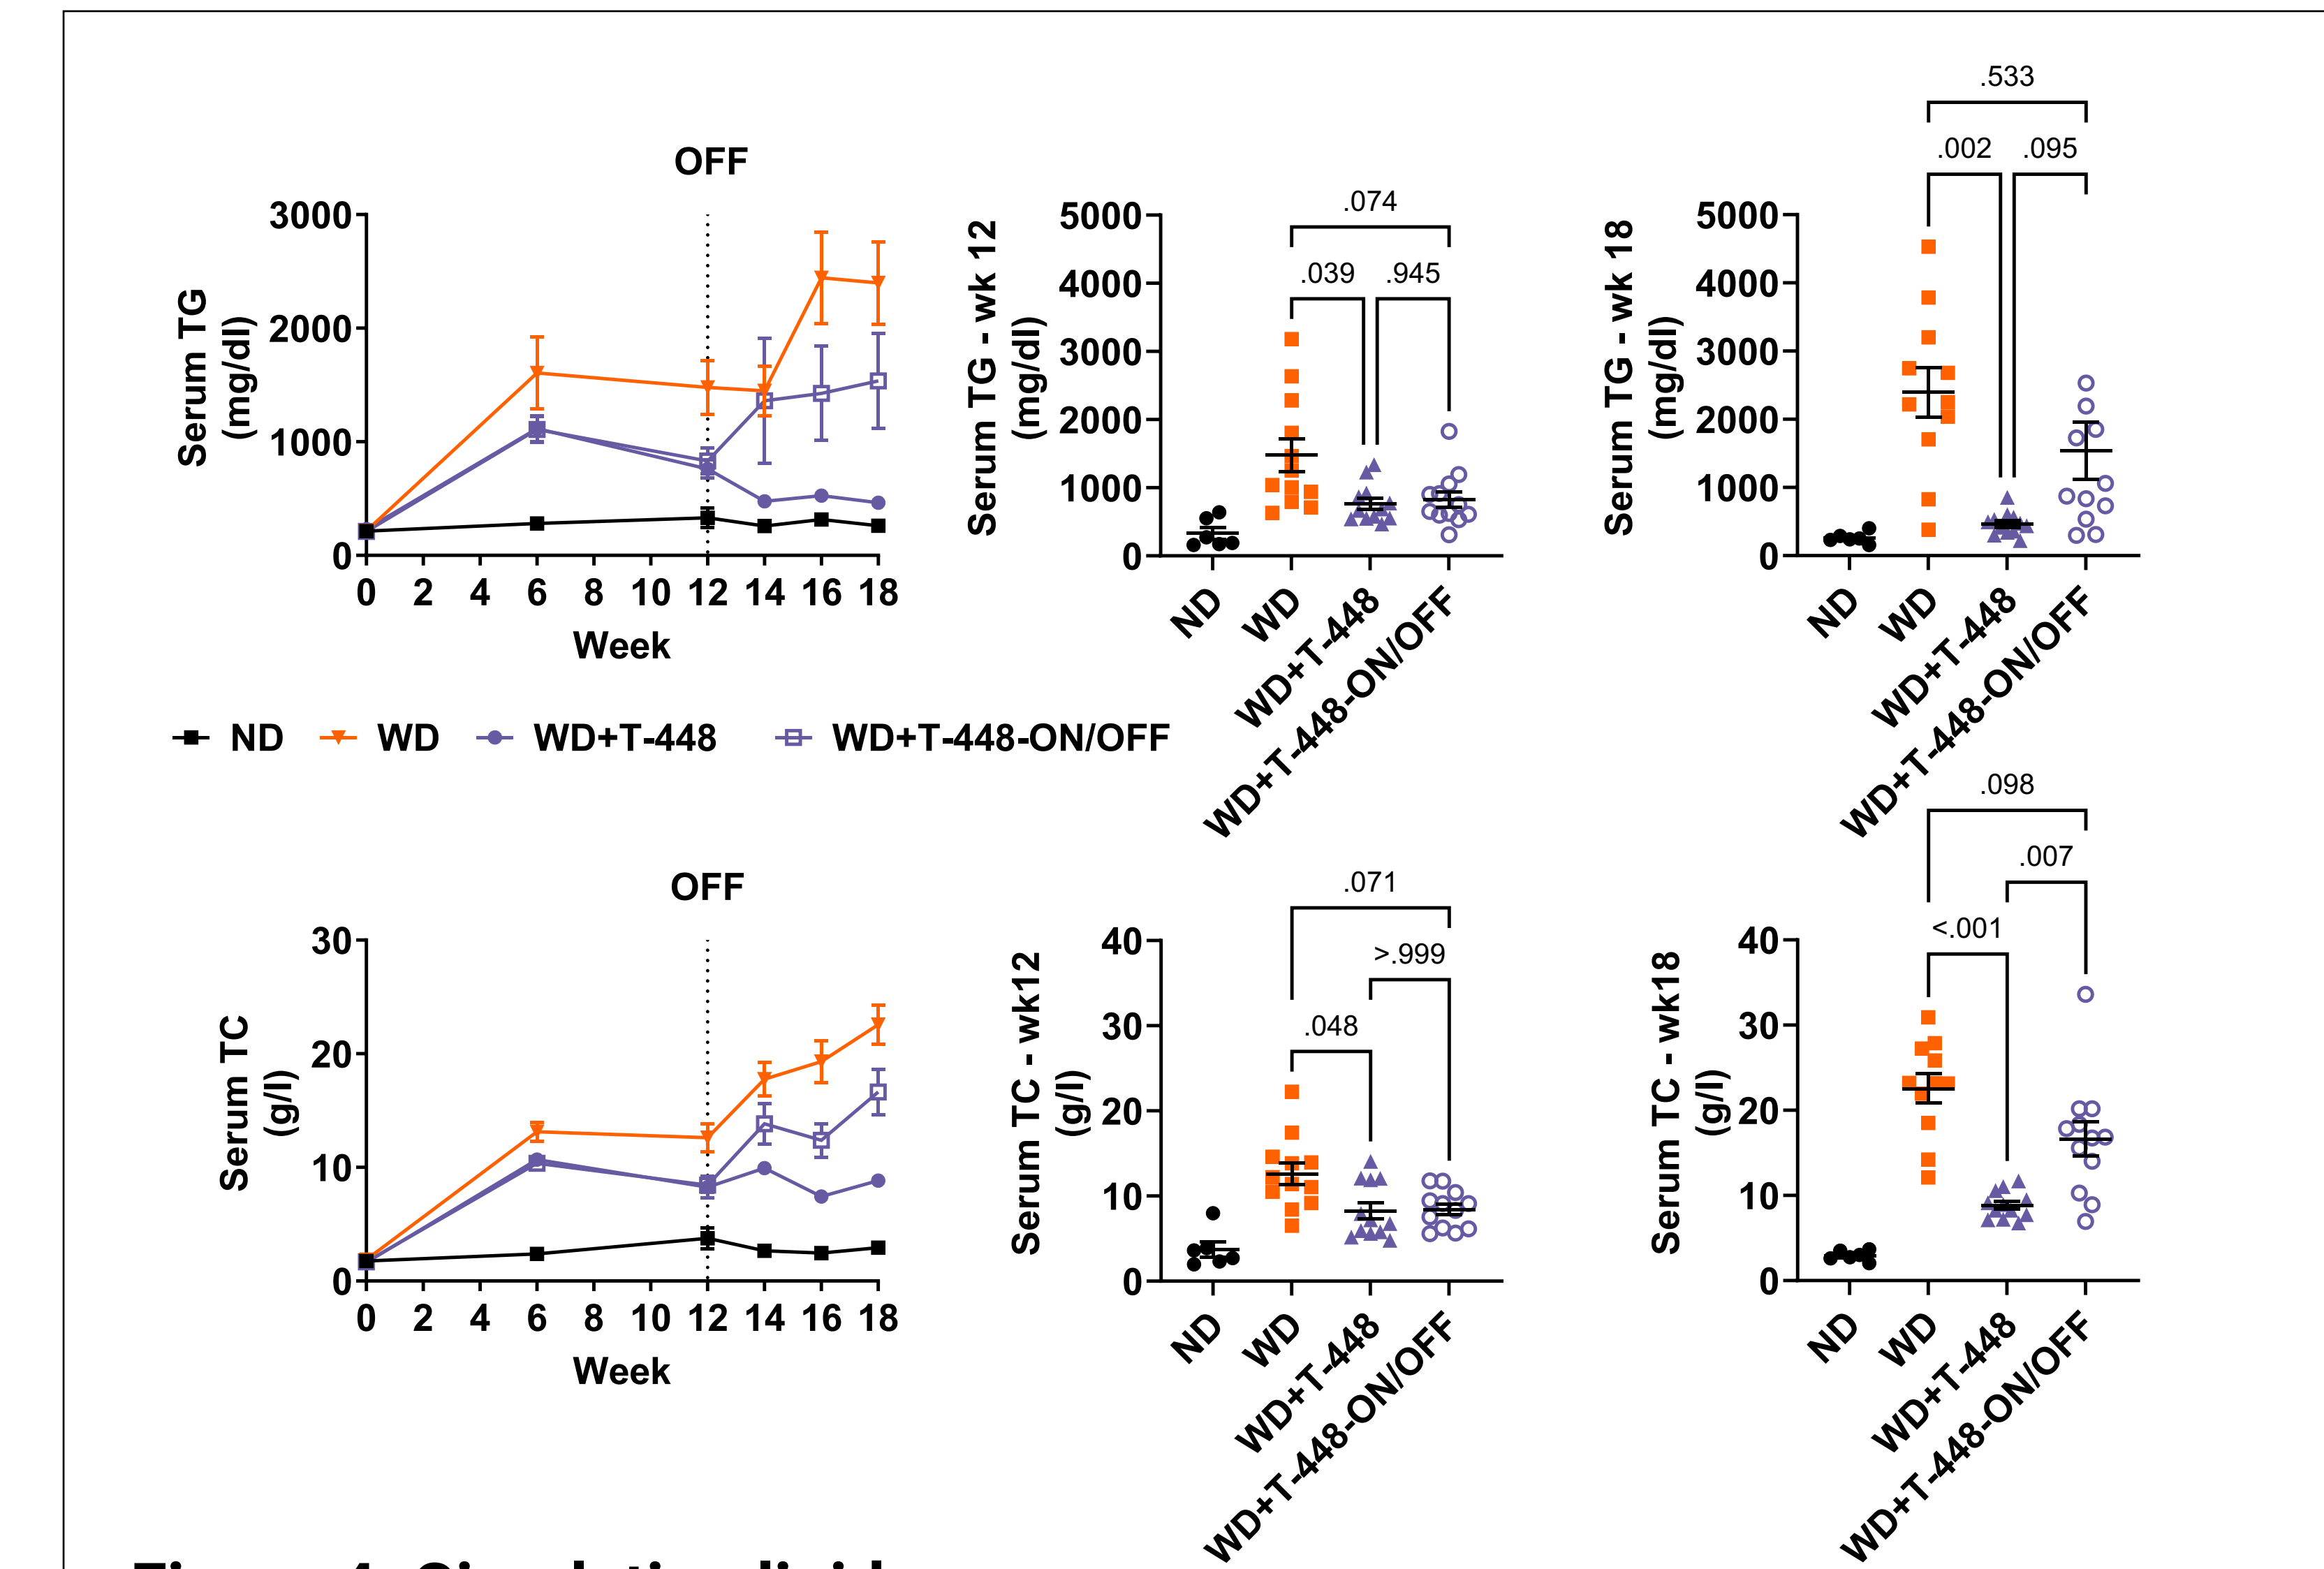 OFF
3000
2000
1000
0
Serum TG
(mg/dl)
0 2 4 6 8 10 12 14 16 18
Week
.074
.039 .945
5000
4000
3000
2000
1000
0
Serum TG - wk 12
(mg/dl)
ND
WD
WD+T-448
WD+T-448-ON/OFF
.533
.002 .095
5000
4000
3000
2000
1000
0
Serum TG - wk 18
(mg/dl)
ND
WD
WD+T-448
WD+T-448-ON/OFF
ND WD WD+T-448 WD+T-448-ON/OFF
OFF
30
20
10
0
Serum TC
(g/l)
0 2 4 6 8 10 12 14 16 18
Week
.071
>.999
.048
40
30
20
10
0
Serum TC - wk12
(g/l)
ND
WD
WD+T-448
WD+T-448-ON/OFF
.098
.007
<.001
40
30
20
10
0
Serum TC - wk18
(g/l)
ND
WD
WD+T-448
WD+T-448-ON/OFF